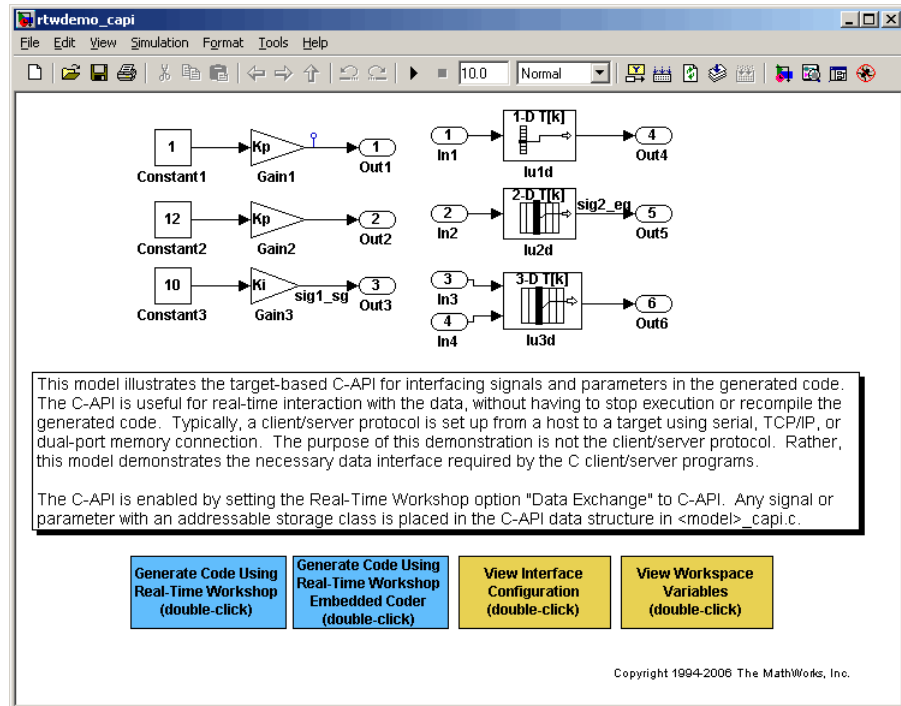 rtwdemo_capi
File Edit View Simulation Format Tools Help
10.0 Normal
1
Constant1
Kp
Gain1
1
Out1
12
Constant2
Kp
Gain2
2
Out2
10
Constant3
Ki
Gain3
sig1_sg
3
Out3
1
In1
1-D T[k]
lu1d
4
Out4
2
In2
2-D T[k]
lu2d
sig2_eg
5
Out5
3
In3
4
In4
3-D T[k]
lu3d
6
Out6
This model illustrates the target-based C-API for interfacing signals and parameters in the generated code.
The C-API is useful for real-time interaction with the data, without having to stop execution or recompile the
generated code.  Typically, a client/server protocol is set up from a host to a target using serial, TCP/IP, or
dual-port memory connection.  The purpose of this demonstration is not the client/server protocol.  Rather,
this model demonstrates the necessary data interface required by the C client/server programs.
The C-API is enabled by setting the Real-Time Workshop option "Data Exchange" to C-API.  Any signal or
parameter with an addressable storage class is placed in the C-API data structure in <model>_capi.c.
Generate Code Using
Real-Time Workshop
(double-click)
Generate Code Using
Real-Time Workshop
Embedded Coder
(double-click)
View Interface
Configuration
(double-click)
View Workspace
Variables
(double-click)
Copyright 1994-2006 The MathWorks, Inc.